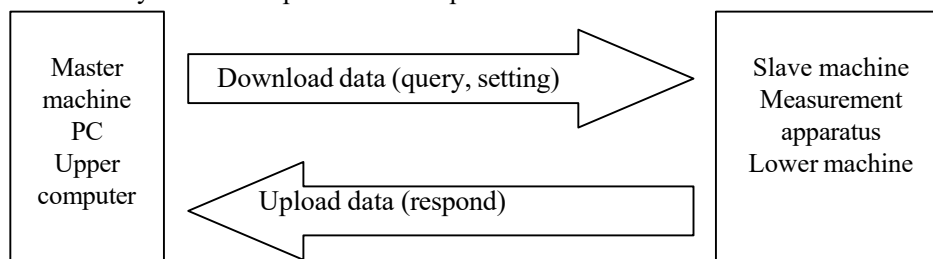 Master
machine
PC
Upper
computer
Download data (query, setting)
Upload data (respond)
Slave machine
Measurement
apparatus
Lower machine